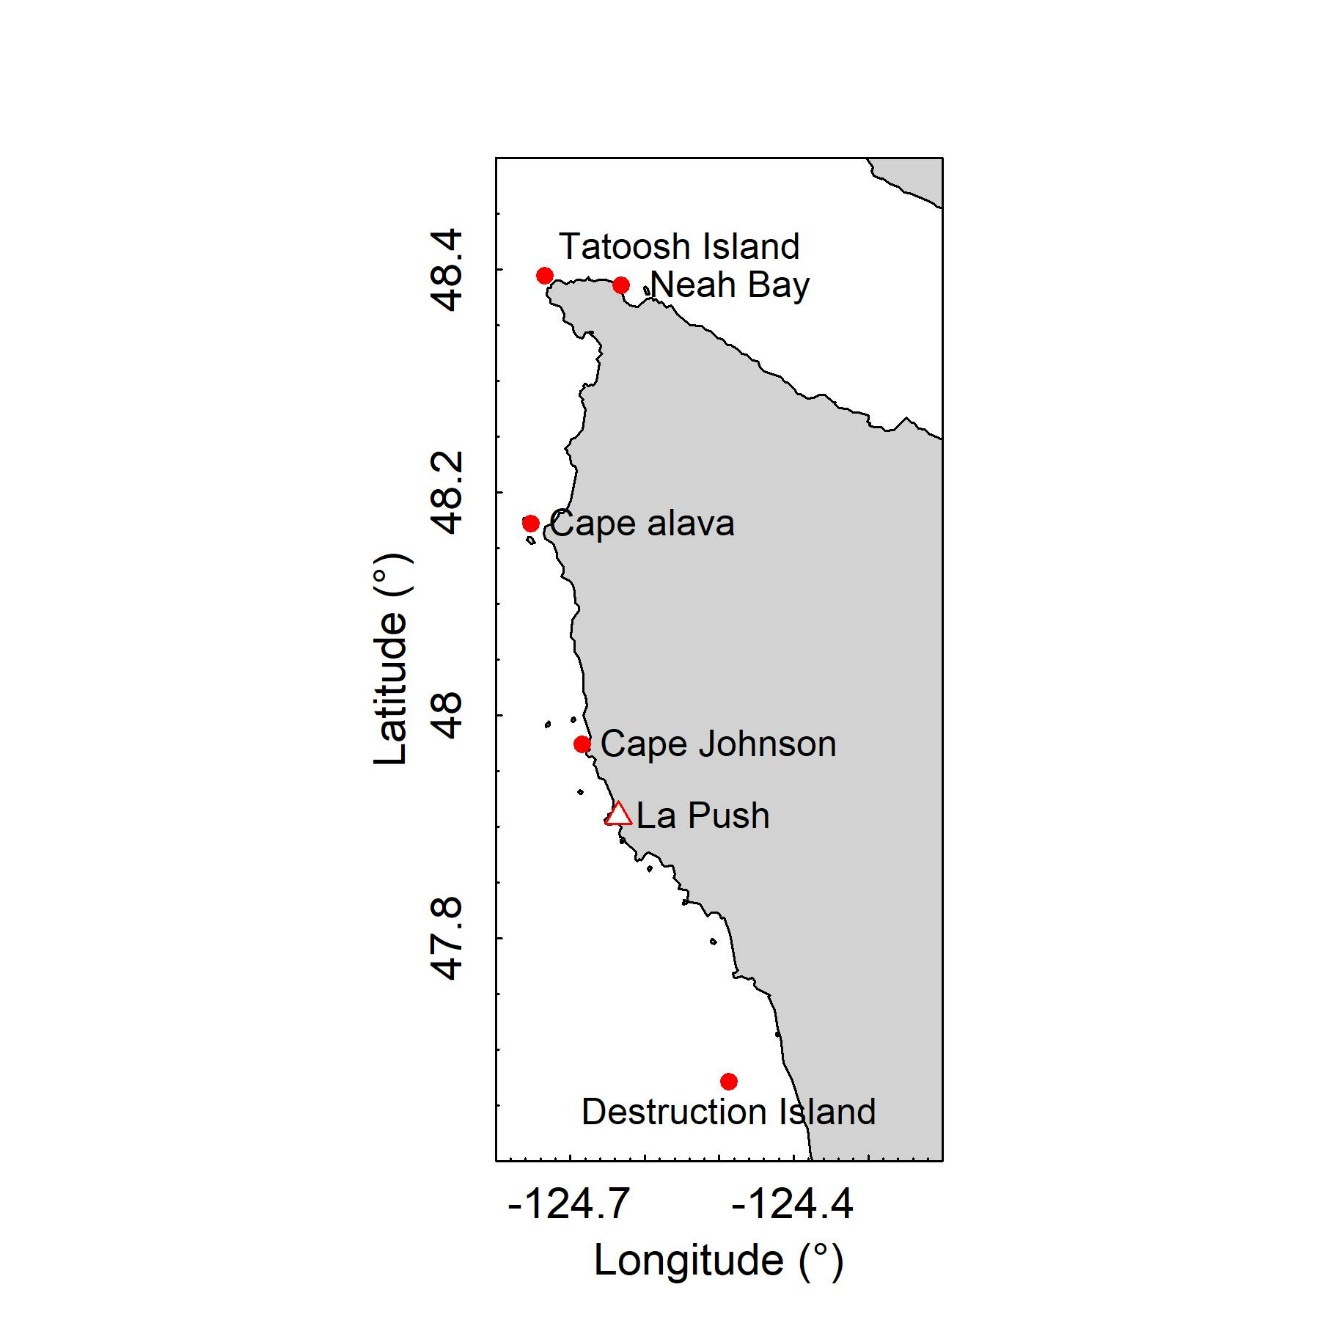 Tatoosh Island
Neah Bay
Cape alava
Cape Johnson
La Push
Destruction Island
48.4
48.2
48
47.8
Latitude (°)
-124.7
-124.4
Longitude (°)